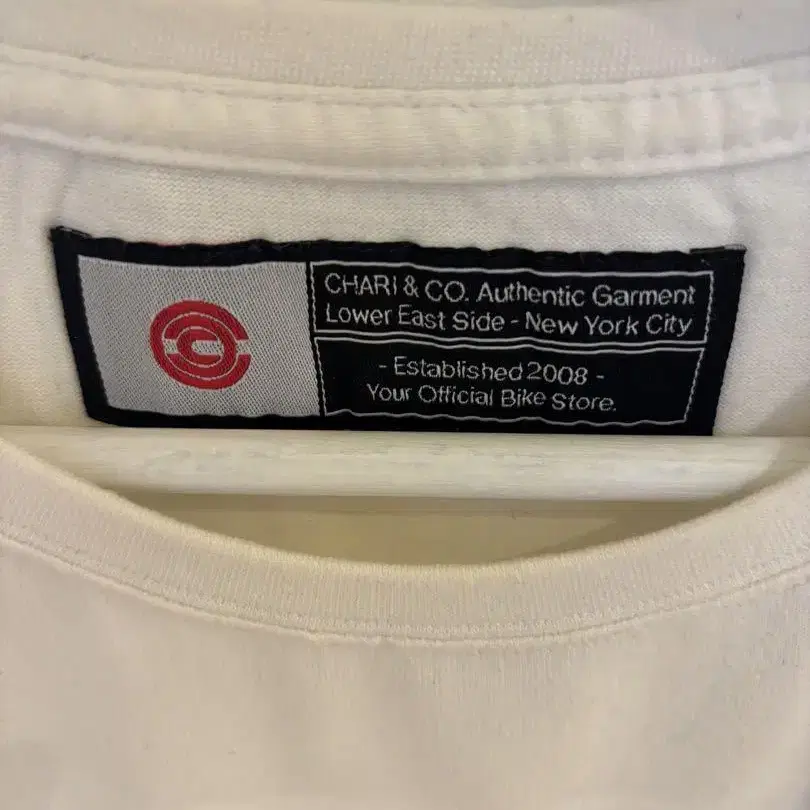 CHARI & CO. Authentic Garment
Lower East Side - New York City
- Established 2008 -
Your Official Bike Store.